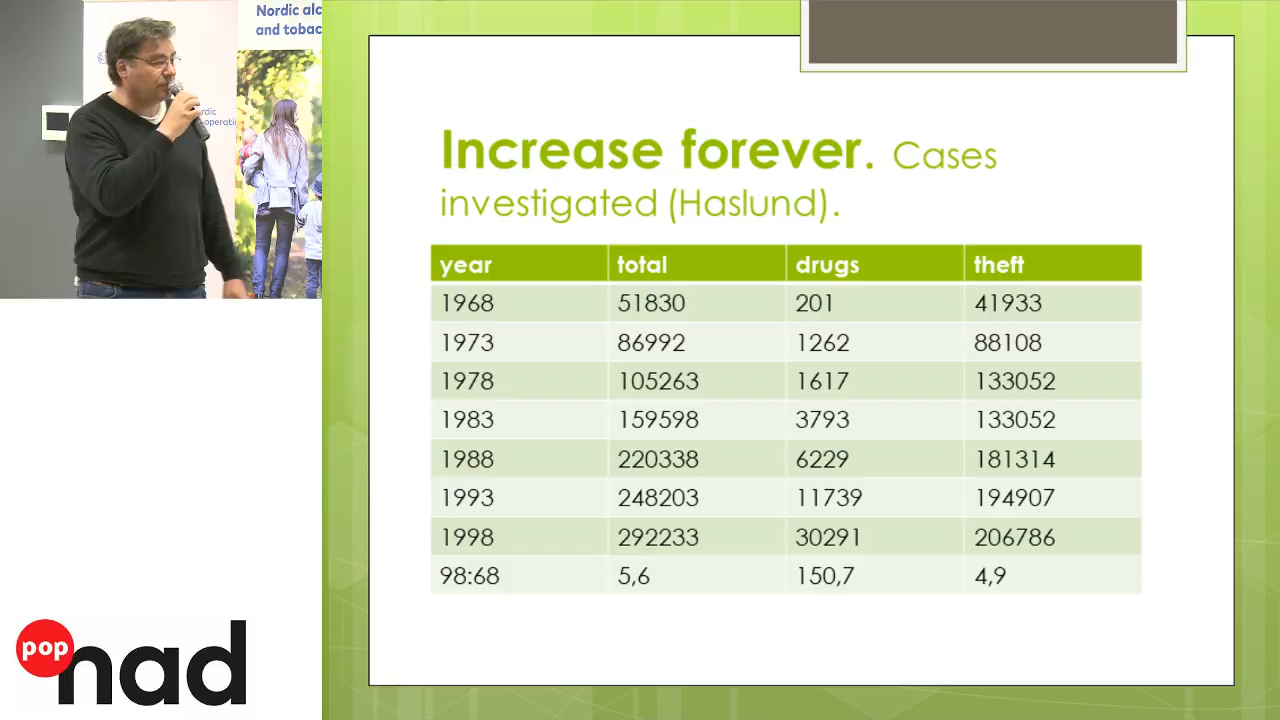 Nordic alc
and tobac
rdic
operatio
Increase forever. Cases
investigated (Haslund).
year total drugs theft
1968 51830 201 41933
1973 86992 1262 88108
1978 105263 1617 133052
1983 159598 3793 133052
1988 220338 6229 181314
1993 248203 11739 194907
1998 292233 30291 206786
98:68 5,6 150,7 4,9
pop
nad